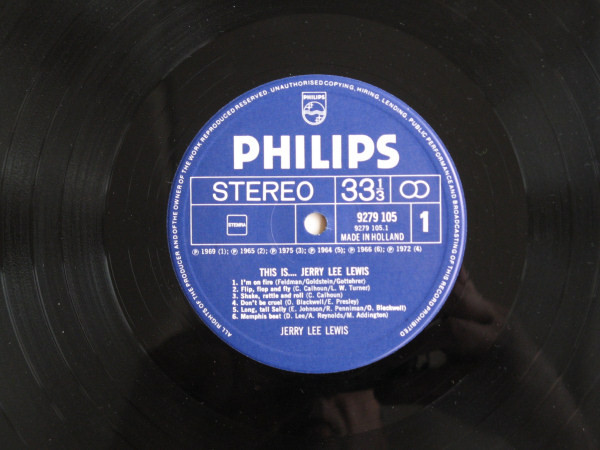 ALL RIGHTS OF THE PRODUCER AND OF THE OWNER OF THE WORK REPRODUCED RESERVED. UNAUTHORISED COPYING, HIRING, LENDING, PUBLIC PERFORMANCE AND BROADCASTING OF THIS RECORD PROHIBITED
PHILIPS
PHILIPS
STEREO 33⅓
STEMRA 9279 105 1
9279 105.1
MADE IN HOLLAND
℗ 1969 (1); ℗ 1965 (2); ℗ 1975 (3); ℗ 1964 (5); ℗ 1966 (6); ℗ 1972 (4)
THIS IS.... JERRY LEE LEWIS
1. I'm on fire (Feldman/Goldstein/Gottehrer)
2. Flip, flop and fly (C. Calhoun/L. W. Turner)
3. Shake, rattle and roll (C. Calhoun)
4. Don't be cruel (O. Blackwell/E. Presley)
5. Long, tall Sally (E. Johnson/R. Penniman/O. Blackwell)
6. Memphis beat (D. Lee/A. Reynolds/M. Addington)
JERRY LEE LEWIS